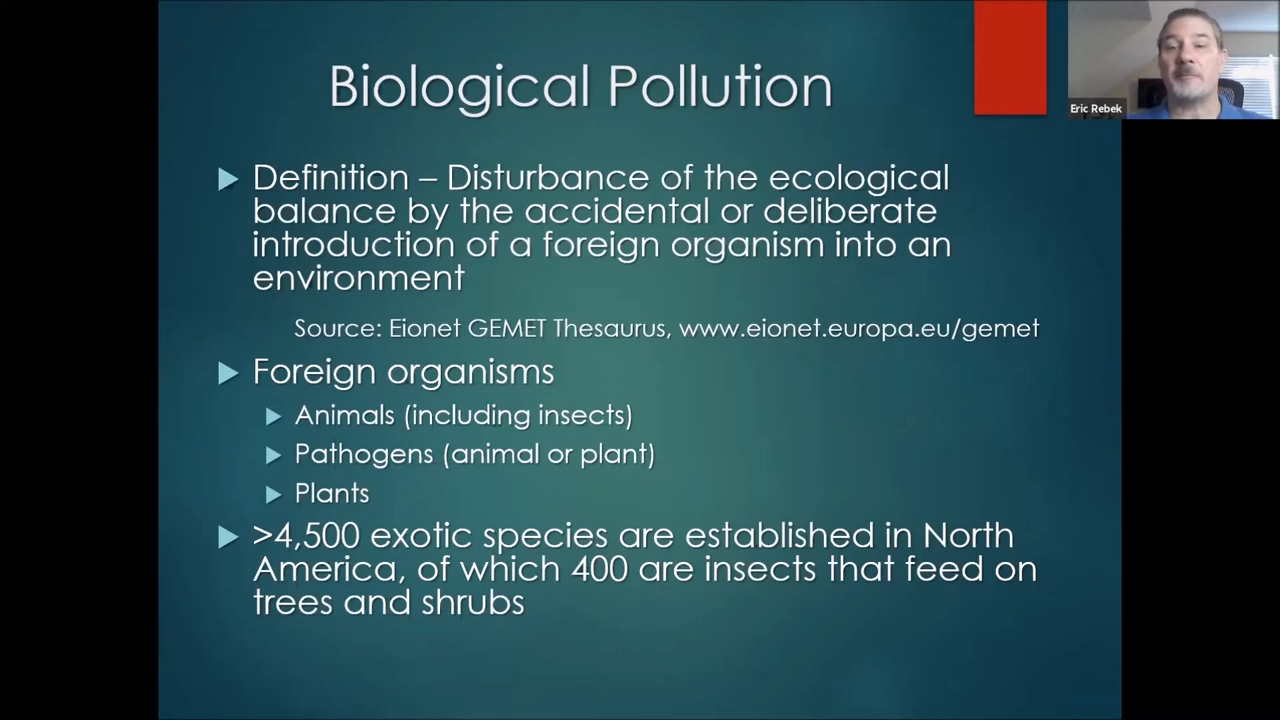 Biological Pollution
Eric Rebek
Definition – Disturbance of the ecological
balance by the accidental or deliberate
introduction of a foreign organism into an
environment
Source: Eionet GEMET Thesaurus, www.eionet.europa.eu/gemet
Foreign organisms
Animals (including insects)
Pathogens (animal or plant)
Plants
>4,500 exotic species are established in North
America, of which 400 are insects that feed on
trees and shrubs